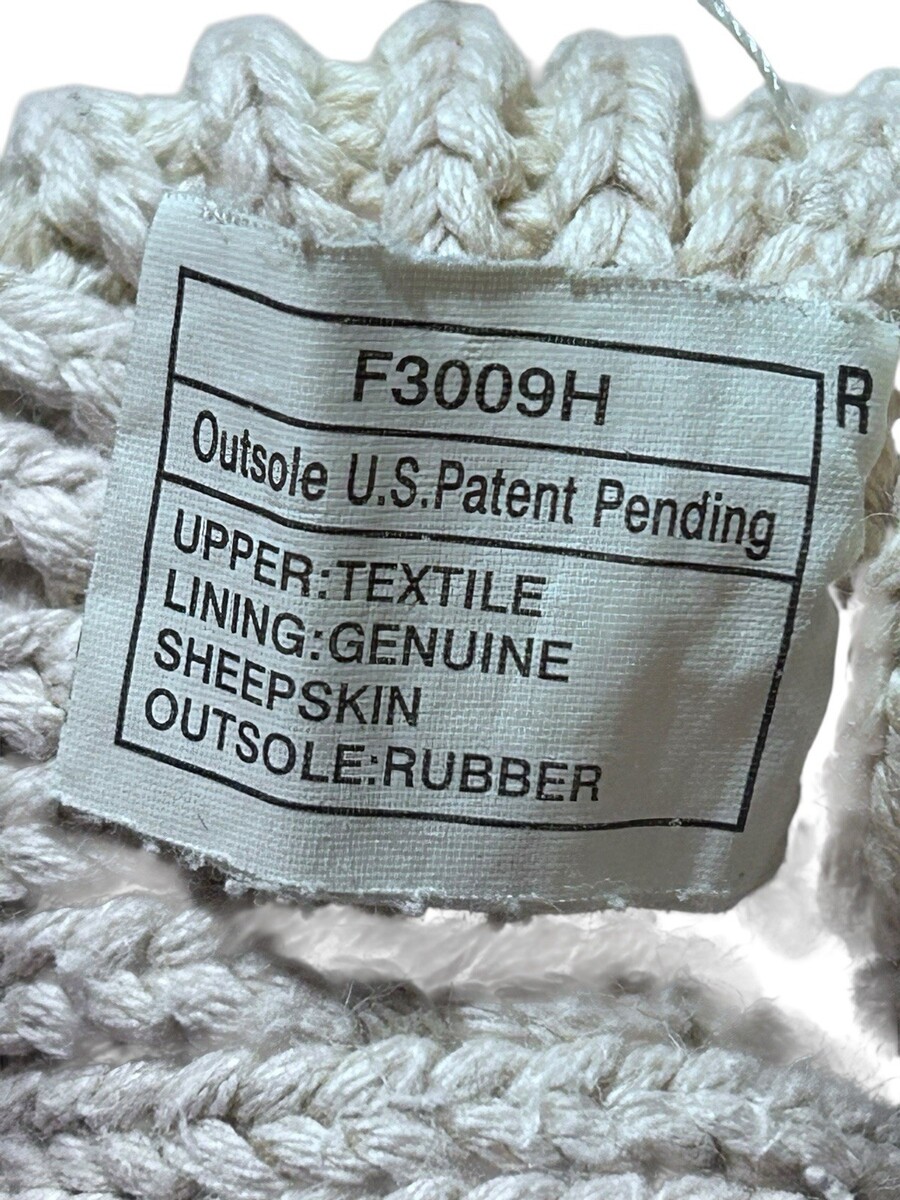 F3009H
R
Outsole U.S.Patent Pending
UPPER:TEXTILE
LINING:GENUINE
SHEEPSKIN
OUTSOLE:RUBBER